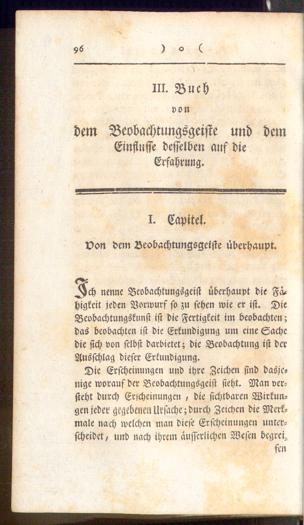 96 ) o (
III. Buch
von
dem Beobachtungsgeiste und dem
Einflusse desselben auf die
Erfahrung.
I. Capitel.
Von dem Beobachtungsgeiste überhaupt.
Ich nenne Beobachtungsgeist überhaupt die Fä-
higkeit jeden Vorwurf so zu sehen wie er ist. Die
Beobachtungskunst ist die Fertigkeit im beobachten;
das beobachten ist die Erkundigung um eine Sache
die sich von selbst darbietet; die Beobachtung ist der
Ausschlag dieser Erkundigung.
Die Erscheinungen und ihre Zeichen sind dasje-
nige worauf der Beobachtungsgeist sieht. Man ver-
steht durch Erscheinungen, die sichtbaren Wirkun-
gen jeder gegebenen Ursache; durch Zeichen die Merk-
male nach welchen man diese Erscheinungen unter-
scheidet, und nach ihrem äusserlichen Wesen begrei-
fen